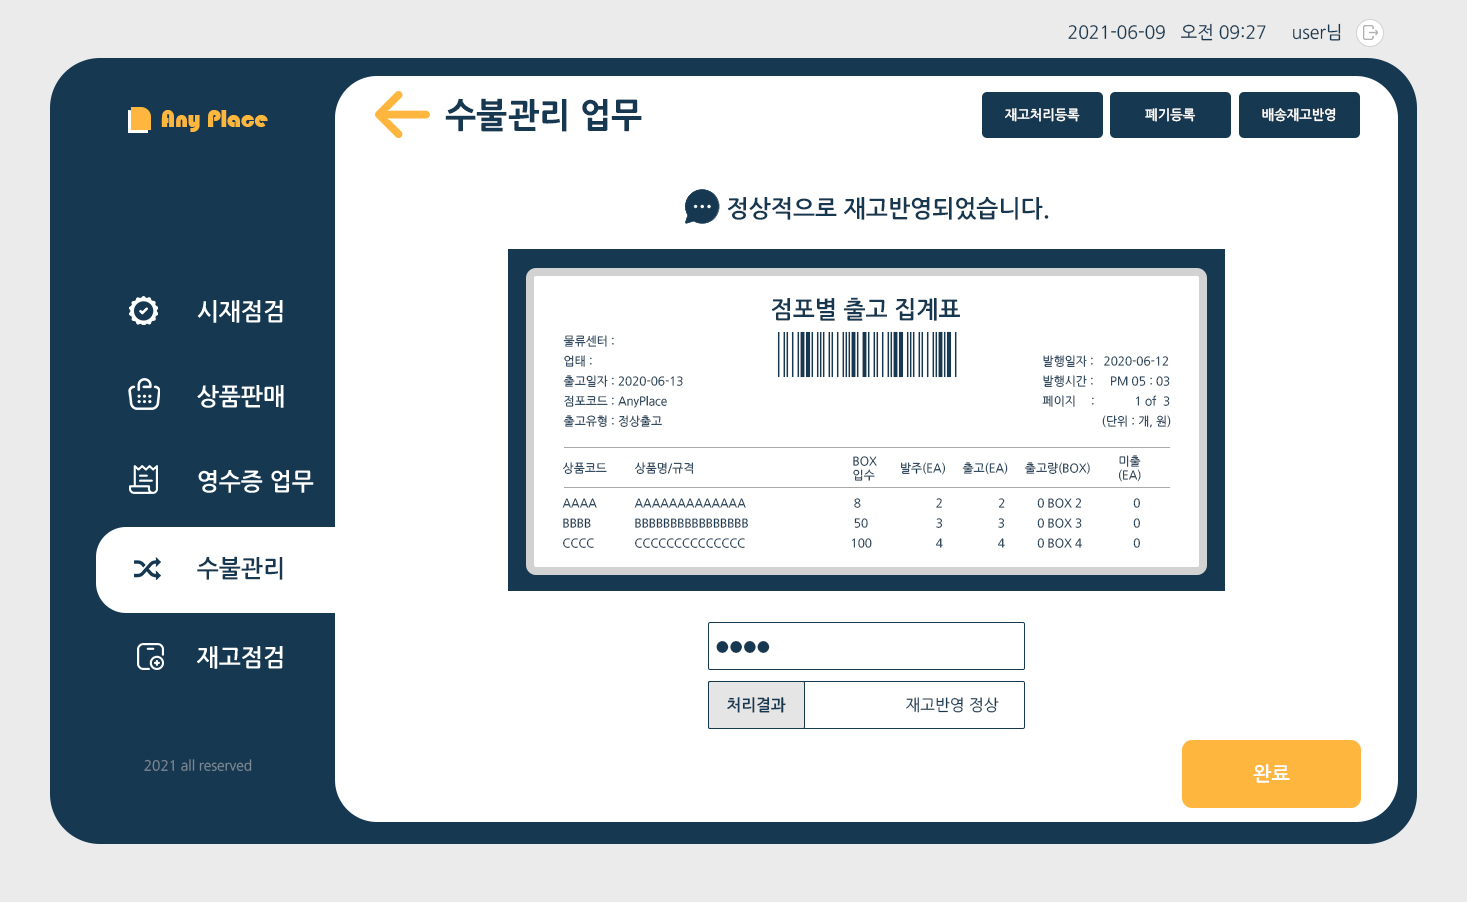 2021-06-09 오전 09:27 user님
Any Place
수불관리 업무
재고처리등록 폐기등록 배송재고반영
정상적으로 재고반영되었습니다.
시재점검
상품판매
영수증 업무
수불관리
재고점검
2021 all reserved
점포별 출고 집계표
물류센터 :
업태 :
출고일자 : 2020-06-13
점포코드 : AnyPlace
출고유형 : 정상출고
발행일자 : 2020-06-12
발행시간 : PM 05 : 03
페이지 : 1 of 3
(단위 : 개, 원)
상품코드 상품명/규격 BOX 입수 발주(EA) 출고(EA) 출고량(BOX) 미출 (EA)
AAAA AAAAAAAAAAAAA 8 2 2 0 BOX 2 0
BBBB BBBBBBBBBBBBBBBB 50 3 3 0 BOX 3 0
CCCC CCCCCCCCCCCCCC 100 4 4 0 BOX 4 0
처리결과 재고반영 정상
완료